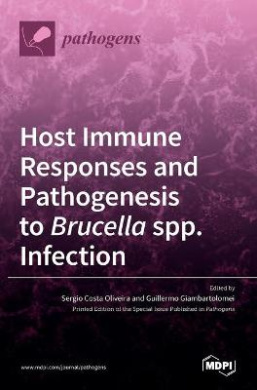 pathogens
Host Immune
Responses and
Pathogenesis
to Brucella spp.
Infection
Edited by
Sergio Costa Oliveira and Guillermo Giambartolomei
Printed Edition of the Special Issue Published in Pathogens
www.mdpi.com/journal/pathogens
MDPI